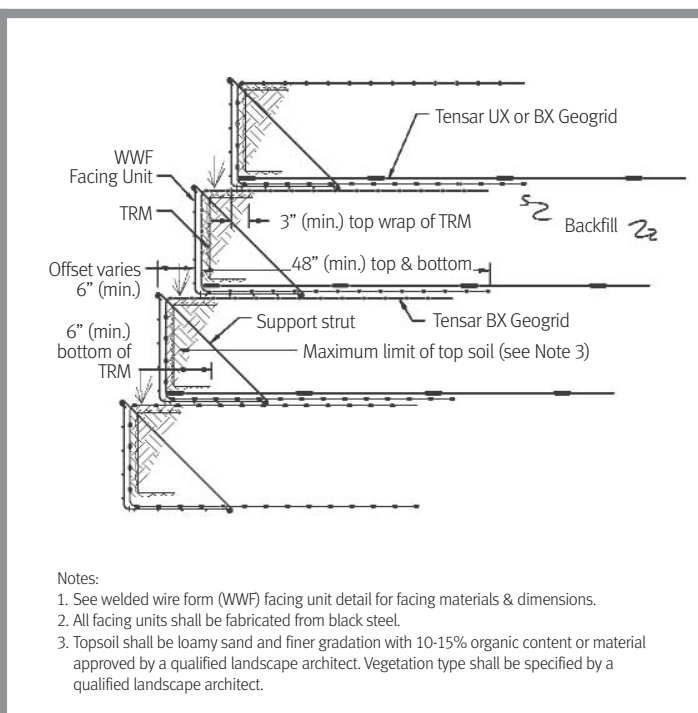 Tensar UX or BX Geogrid
WWF
Facing Unit
TRM
3” (min.) top wrap of TRM
Backfill
48” (min.) top & bottom
Offset varies
6” (min.)
Support strut
Tensar BX Geogrid
6” (min.)
bottom of
TRM
Maximum limit of top soil (see Note 3)
Notes:
1. See welded wire form (WWF) facing unit detail for facing materials & dimensions.
2. All facing units shall be fabricated from black steel.
3. Topsoil shall be loamy sand and finer gradation with 10-15% organic content or material
approved by a qualified landscape architect. Vegetation type shall be specified by a
qualified landscape architect.